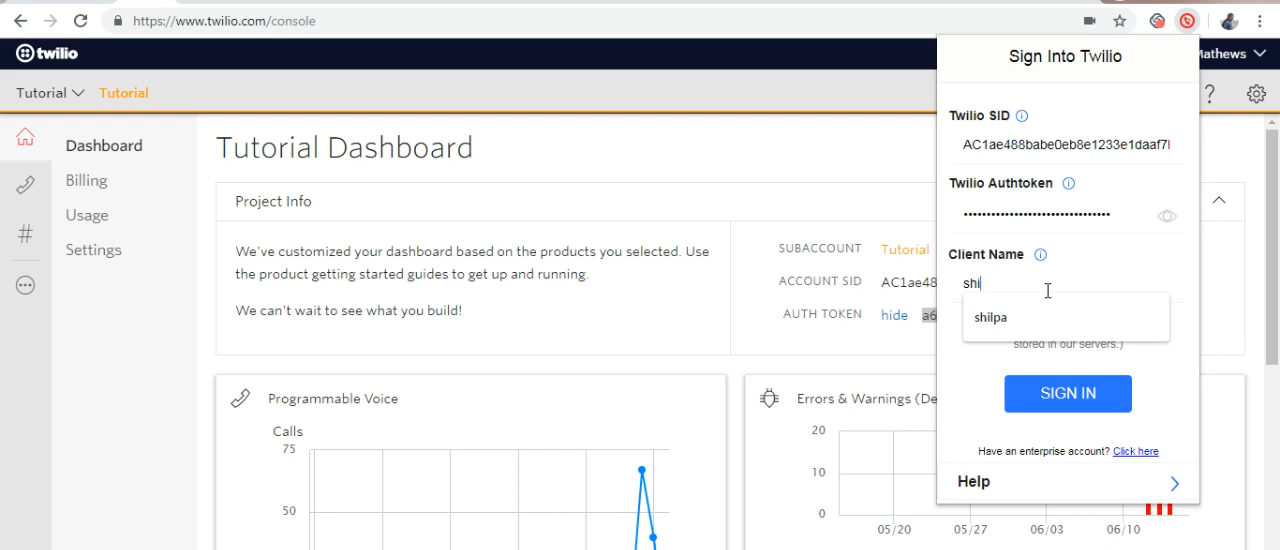 https://www.twilio.com/console
twilio
Mathews
Tutorial
Tutorial
?
Dashboard
Billing
Usage
Settings
#
Tutorial Dashboard
Project Info
We've customized your dashboard based on the products you selected. Use
the product getting started guides to get up and running.
We can't wait to see what you build!
SUBACCOUNT Tutorial
ACCOUNT SID AC1ae48
AUTH TOKEN hide a6
Programmable Voice
Calls
75
50
Errors & Warnings (De
20
10
0
05/20 05/27 06/03 06/10
Sign Into Twilio
Twilio SID
AC1ae488babe0eb8e1233e1daaf7
Twilio Authtoken
••••••••••••••••••••••••••••••••
Client Name
shi
shilpa
stored in our servers.)
SIGN IN
Have an enterprise account? Click here
Help